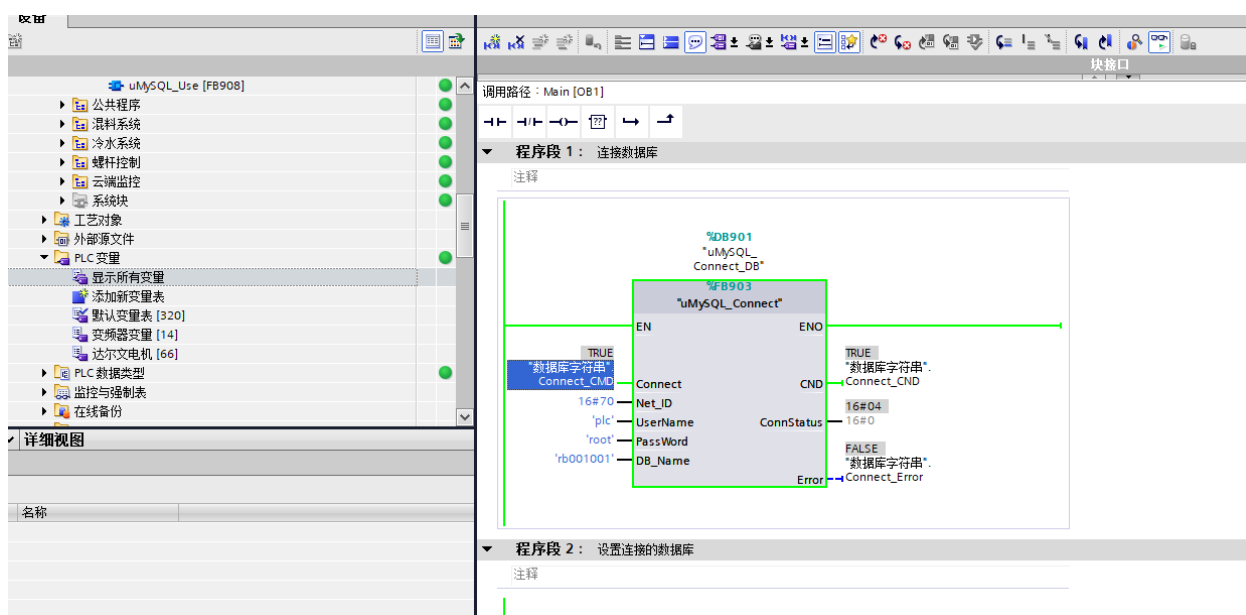 设备
块接口
uMySQL_Use [FB908]
公共程序
混料系统
冷水系统
螺杆控制
云端监控
系统块
工艺对象
外部源文件
PLC 变量
显示所有变量
添加新变量表
默认变量表 [320]
变频器变量 [14]
达尔文电机 [66]
PLC 数据类型
监控与强制表
在线备份
详细视图
名称
调用路径：Main [OB1]
程序段 1： 连接数据库
注释
%DB901
"uMySQL_
Connect_DB"
%FB903
"uMySQL_Connect"
EN ENO
TRUE
"数据库字符串".
Connect_CMD
Connect
16#70
Net_ID
'plc'
UserName
'root'
PassWord
'rb001001'
DB_Name
TRUE
"数据库字符串".
CND
Connect_CND
16#04
ConnStatus
16#0
FALSE
"数据库字符串".
Error
Connect_Error
程序段 2： 设置连接的数据库
注释